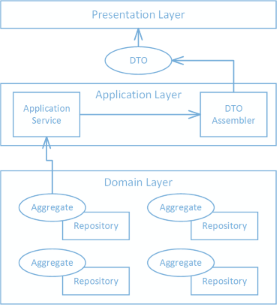 Presentation Layer
DTO
Application Layer
Application
Service
DTO
Assembler
Domain Layer
Aggregate
Repository
Aggregate
Repository
Aggregate
Repository
Aggregate
Repository